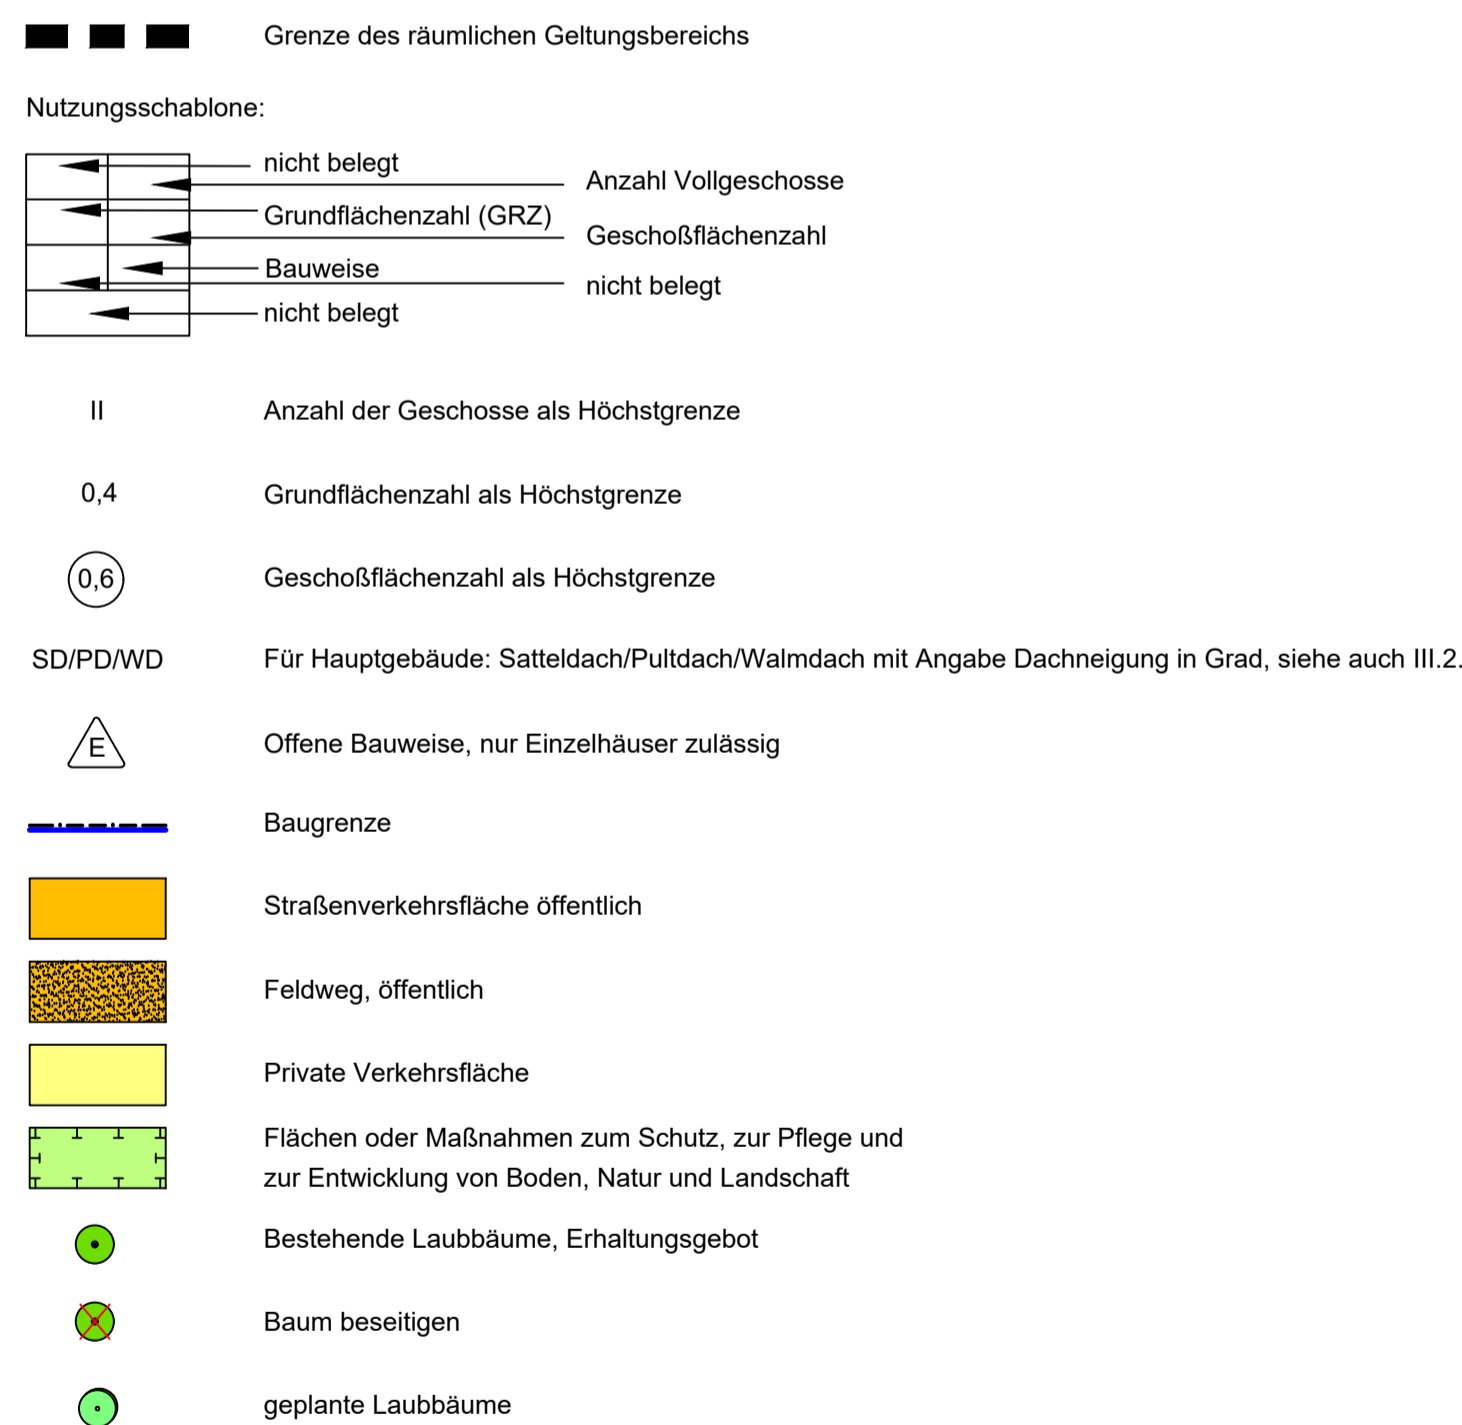 Grenze des räumlichen Geltungsbereichs
Nutzungsschablone:
nicht belegt
Anzahl Vollgeschosse
Grundflächenzahl (GRZ)
Geschoßflächenzahl
Bauweise
nicht belegt
nicht belegt
II Anzahl der Geschosse als Höchstgrenze
0,4 Grundflächenzahl als Höchstgrenze
0,6 Geschoßflächenzahl als Höchstgrenze
SD/PD/WD Für Hauptgebäude: Satteldach/Pultdach/Walmdach mit Angabe Dachneigung in Grad, siehe auch III.2.
E Offene Bauweise, nur Einzelhäuser zulässig
Baugrenze
Straßenverkehrsfläche öffentlich
Feldweg, öffentlich
Private Verkehrsfläche
Flächen oder Maßnahmen zum Schutz, zur Pflege und
zur Entwicklung von Boden, Natur und Landschaft
Bestehende Laubbäume, Erhaltungsgebot
Baum beseitigen
geplante Laubbäume